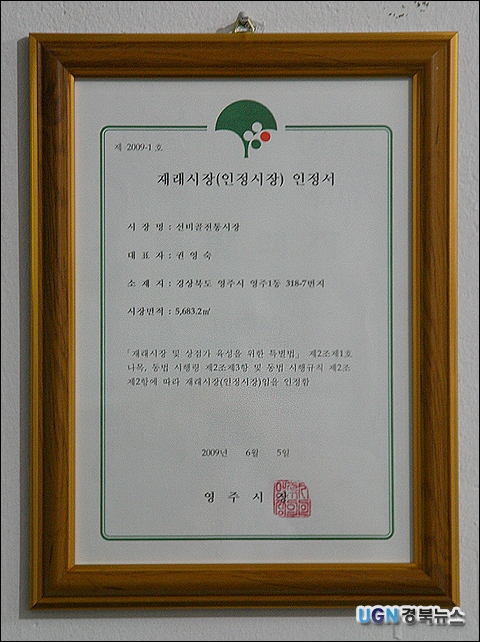 제 2009-1 호
재래시장(인정시장) 인정서
시 장 명 : 선비골전통시장
대 표 자 : 권 영 숙
소 재 지 : 경상북도 영주시 영주1동 318-7번지
시장면적 : 5,683.2㎡
「재래시장 및 상점가 육성을 위한 특별법」 제2조제1호
나목, 동법 시행령 제2조제3항 및 동법 시행규칙 제2조
제2항에 따라 재래시장(인정시장)임을 인정함
2009년 6월 5일
영 주 시 장
UGN경북뉴스